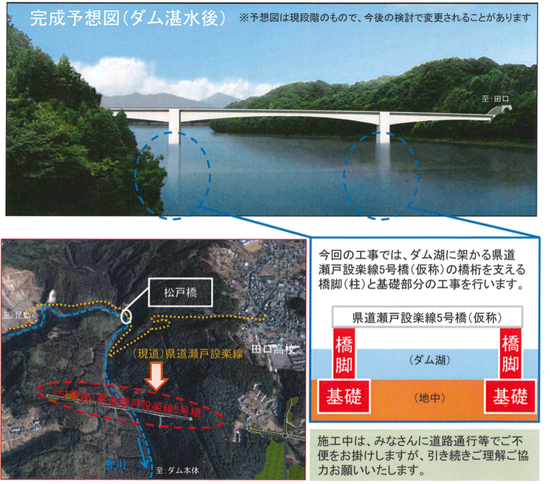 完成予想図(ダム湛水後)
※予想図は現段階のもので、今後の検討で変更されることがあります
至:田口
今回の工事では、ダム湖に架かる県道
瀬戸設楽線5号橋(仮称)の橋桁を支える
橋脚(柱)と基礎部分の工事を行います。
県道瀬戸設楽線5号橋(仮称)
橋脚
橋脚
(ダム湖)
基礎
(地中)
基礎
施工中は、みなさんに道路通行等でご不
便をお掛けしますが、引き続きご理解ご協
力お願いいたします。
松戸橋
(現道)県道瀬戸設楽線
田口高校
県道瀬戸設楽線5号橋
至:ダム本体